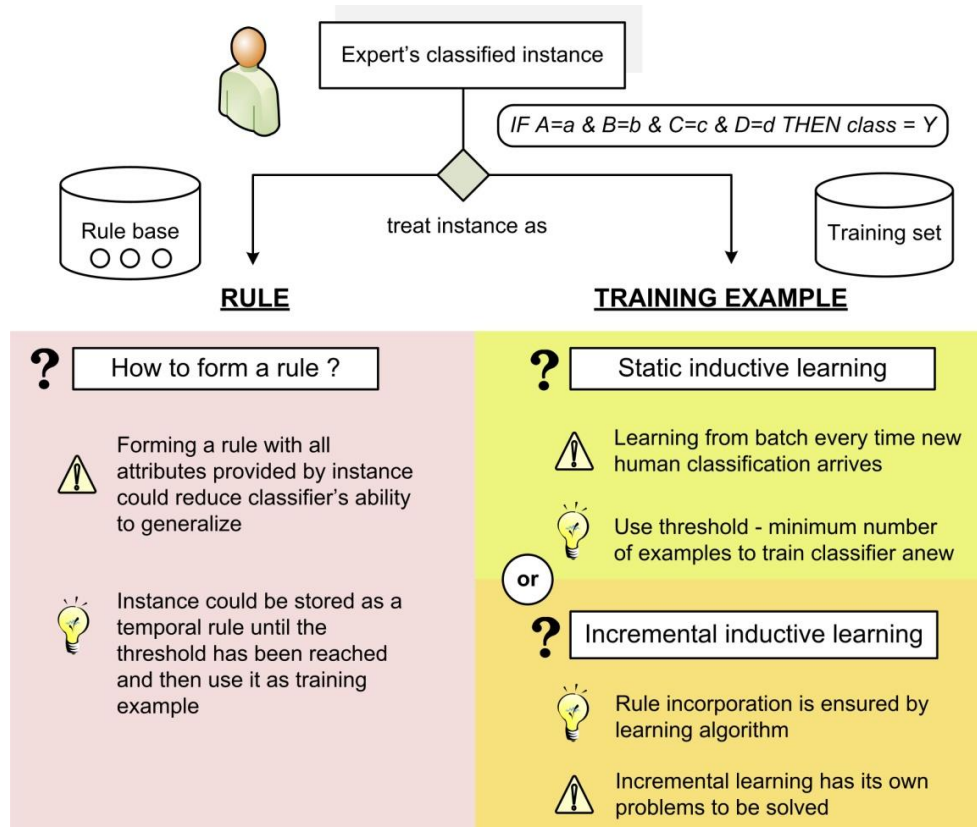 Expert's classified instance
IF A=a & B=b & C=c & D=d THEN class = Y
Rule base
treat instance as
Training set
RULE
TRAINING EXAMPLE
? How to form a rule ?
Forming a rule with all
attributes provided by instance
could reduce classifier's ability
to generalize
Instance could be stored as a
temporal rule until the
threshold has been reached
and then use it as training
example
? Static inductive learning
Learning from batch every time new
human classification arrives
Use threshold - minimum number
of examples to train classifier anew
or
? Incremental inductive learning
Rule incorporation is ensured by
learning algorithm
Incremental learning has its own
problems to be solved